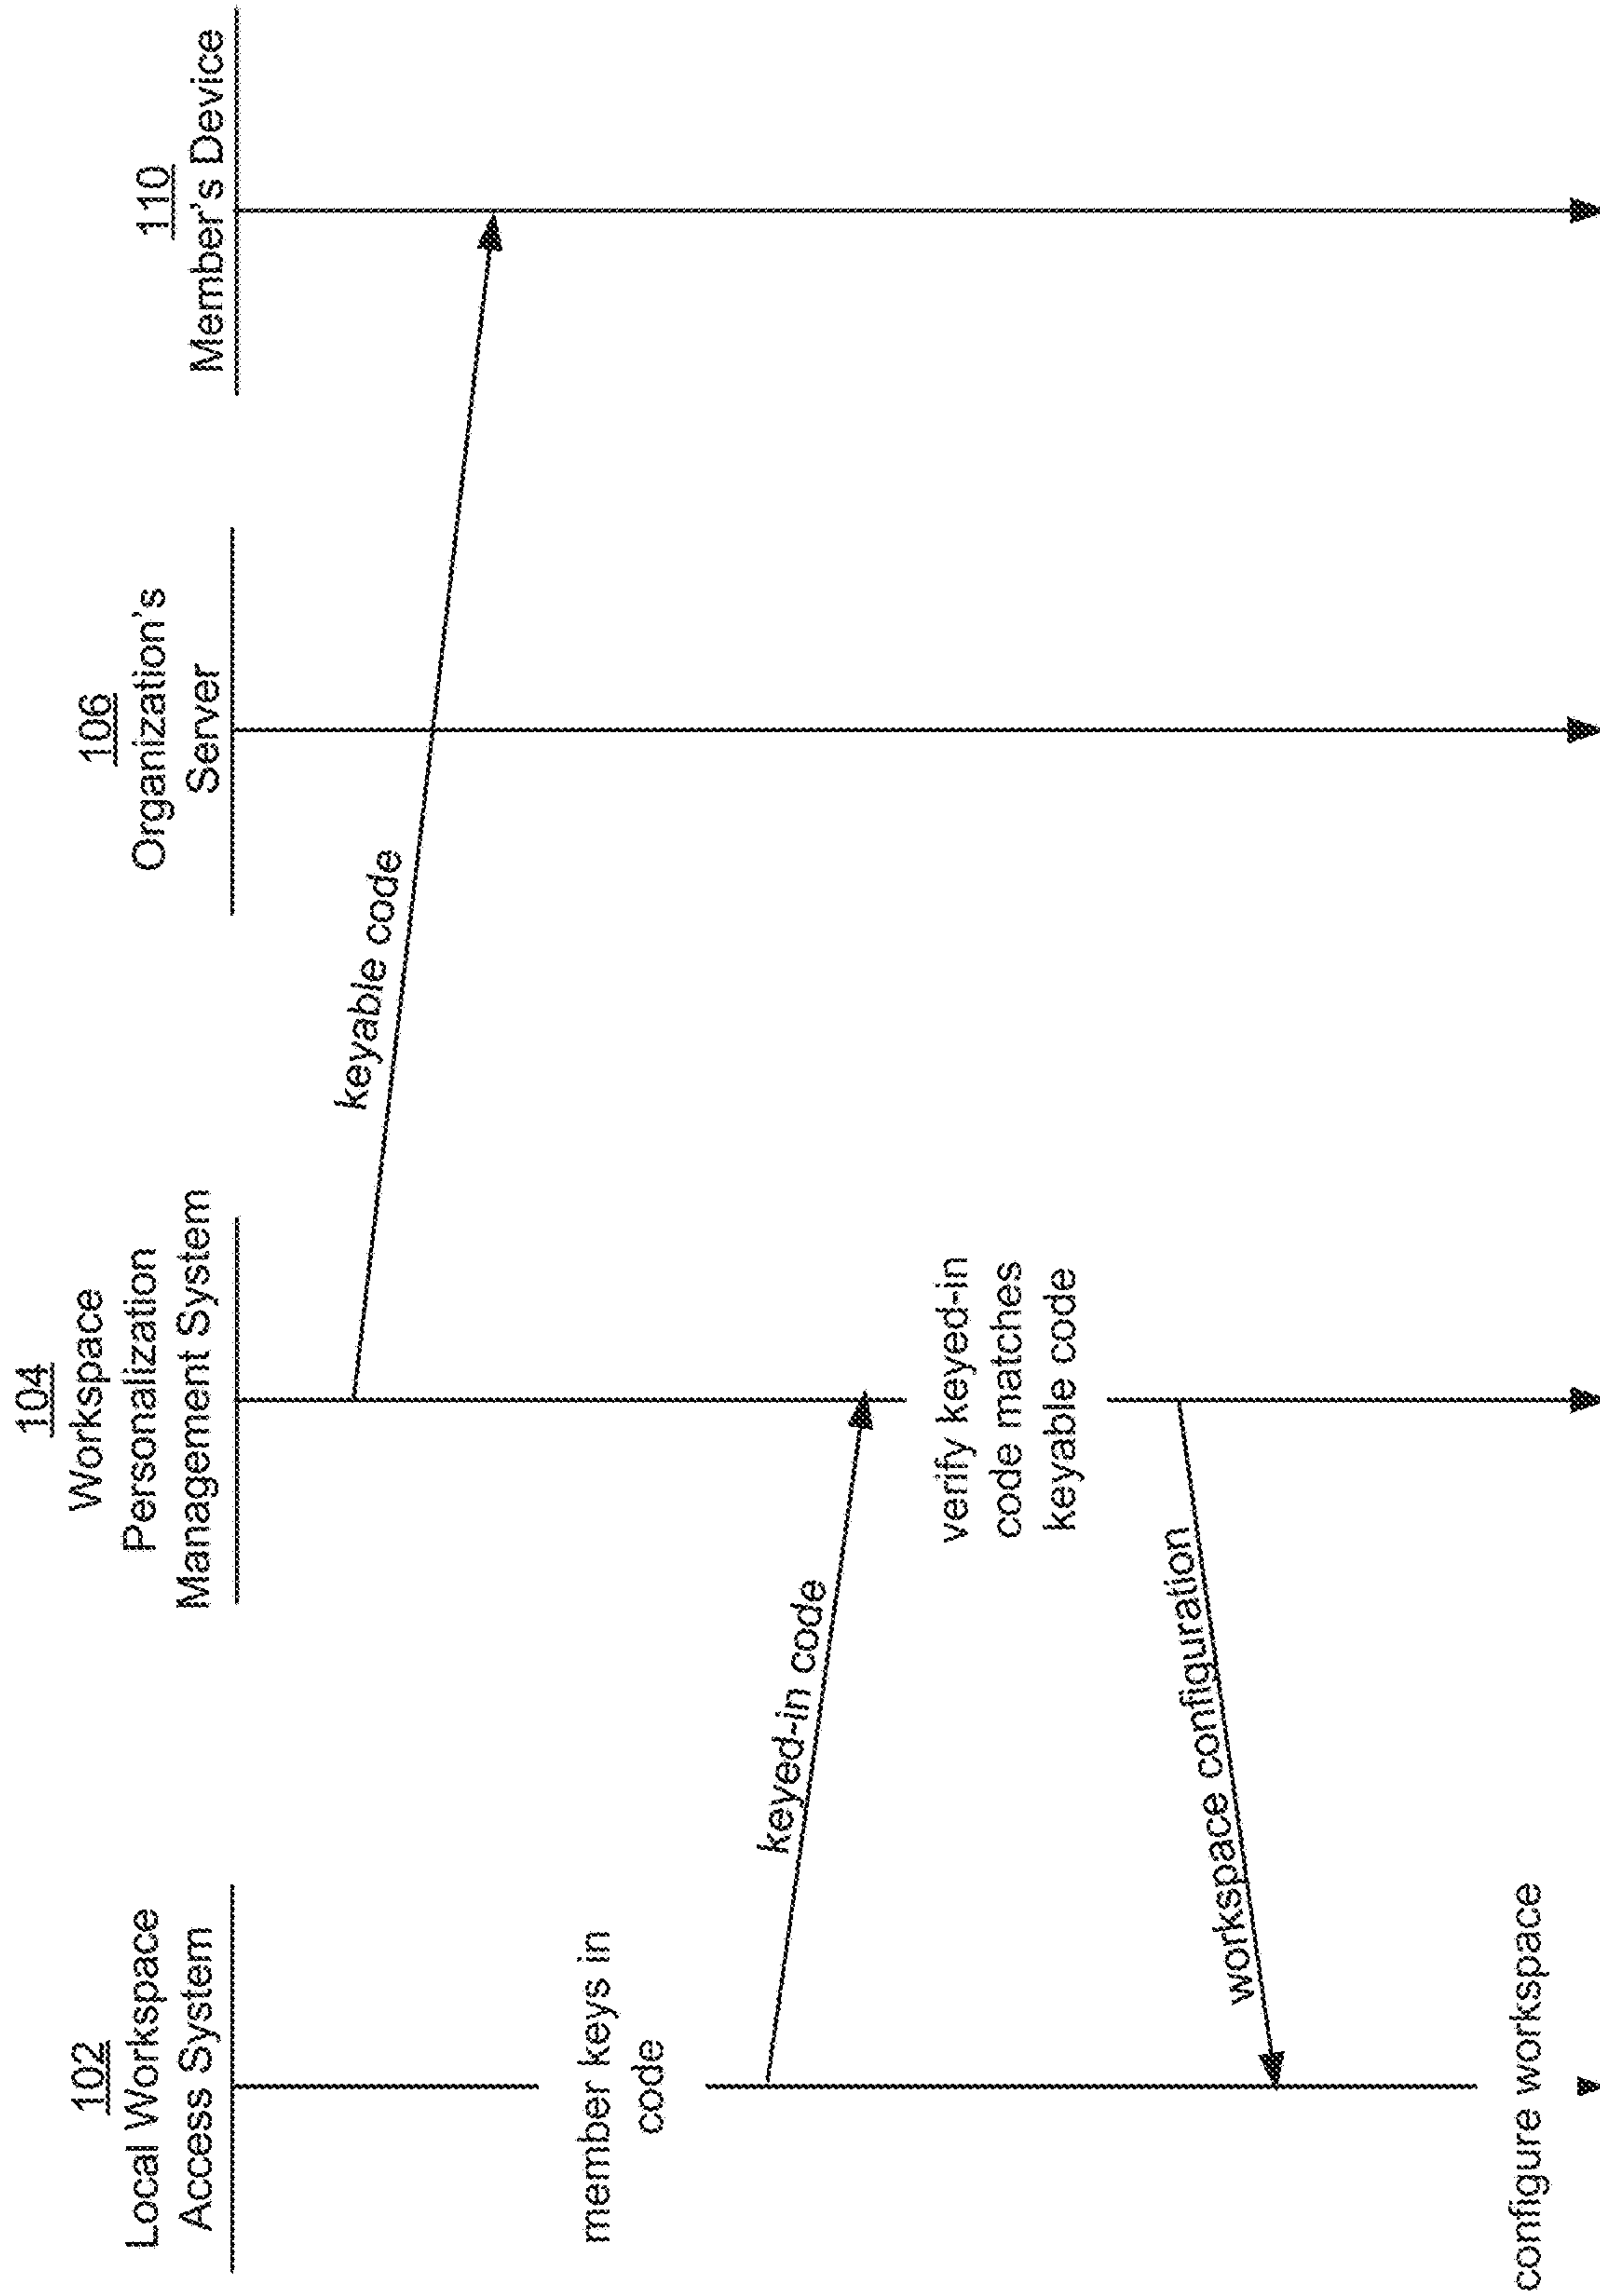 102
Local Workspace
Access System
104
Workspace
Personalization
Management System
106
Organization's
Server
110
Member's Device
keyable code
member keys in
code
keyed-in code
verify keyed-in
code matches
keyable code
workspace configuration
configure workspace